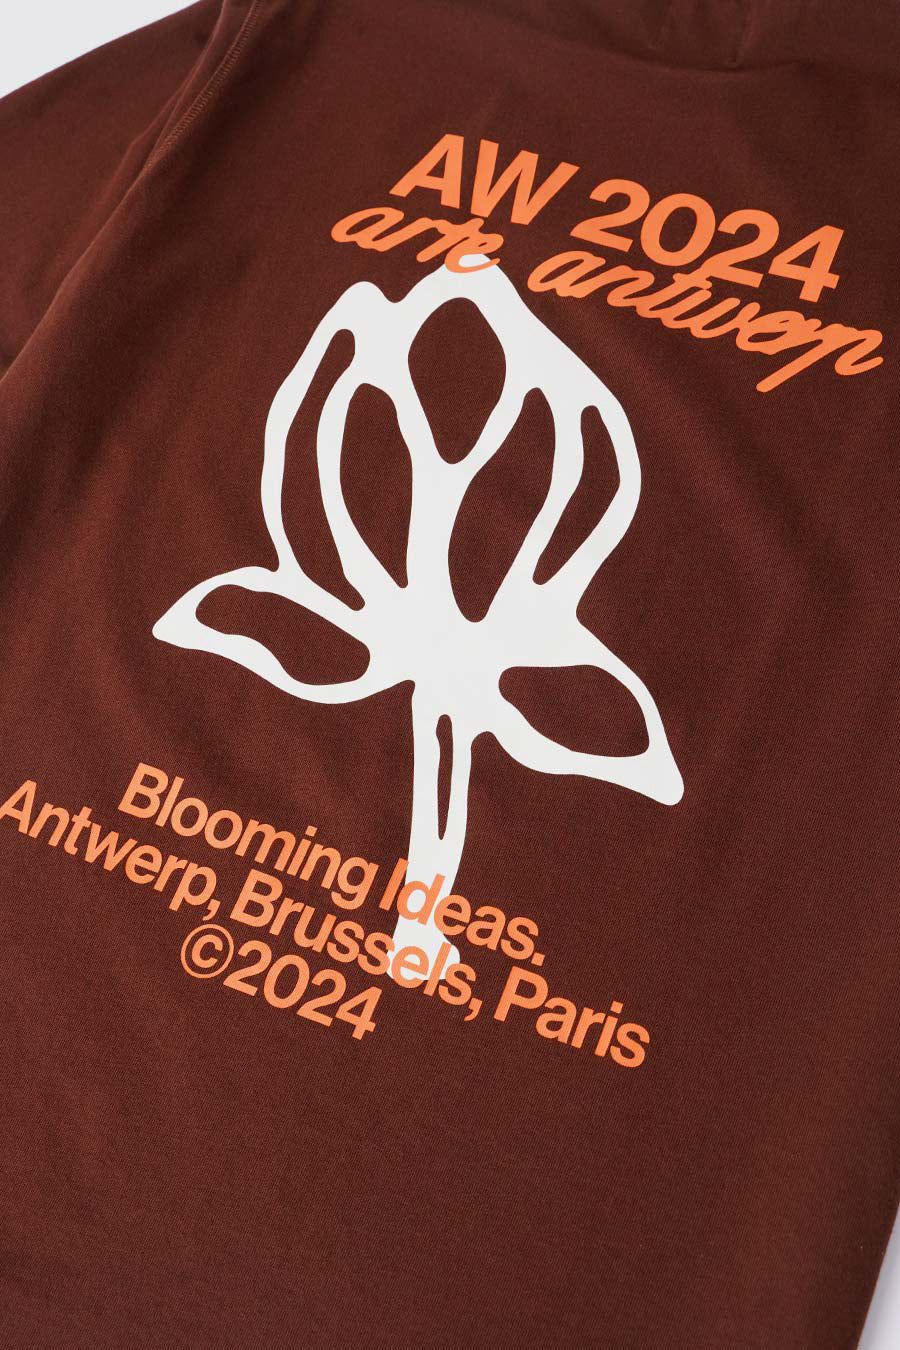 AW 2024
arte antwerp
Blooming Ideas.
Antwerp, Brussels, Paris
©2024